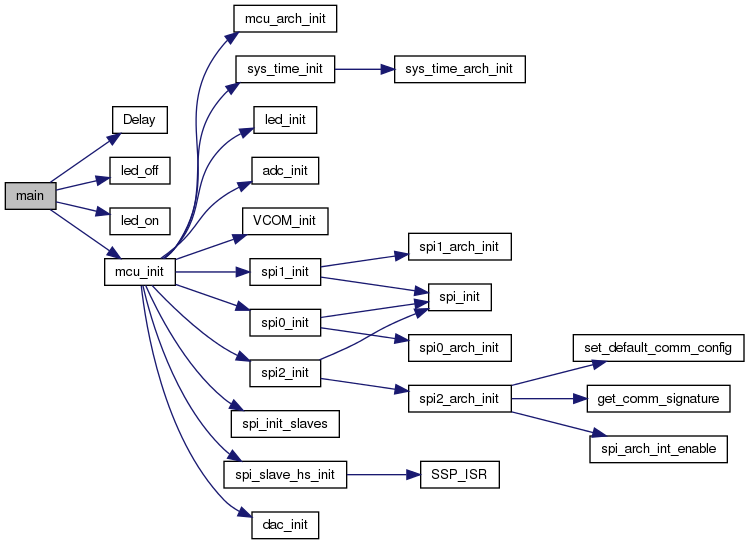 mcu_arch_init
sys_time_init
sys_time_arch_init
Delay
led_init
led_off
adc_init
main
led_on
VCOM_init
mcu_init
spi1_init
spi1_arch_init
spi_init
spi0_init
spi0_arch_init
set_default_comm_config
spi2_init
spi2_arch_init
get_comm_signature
spi_init_slaves
spi_arch_int_enable
spi_slave_hs_init
SSP_ISR
dac_init